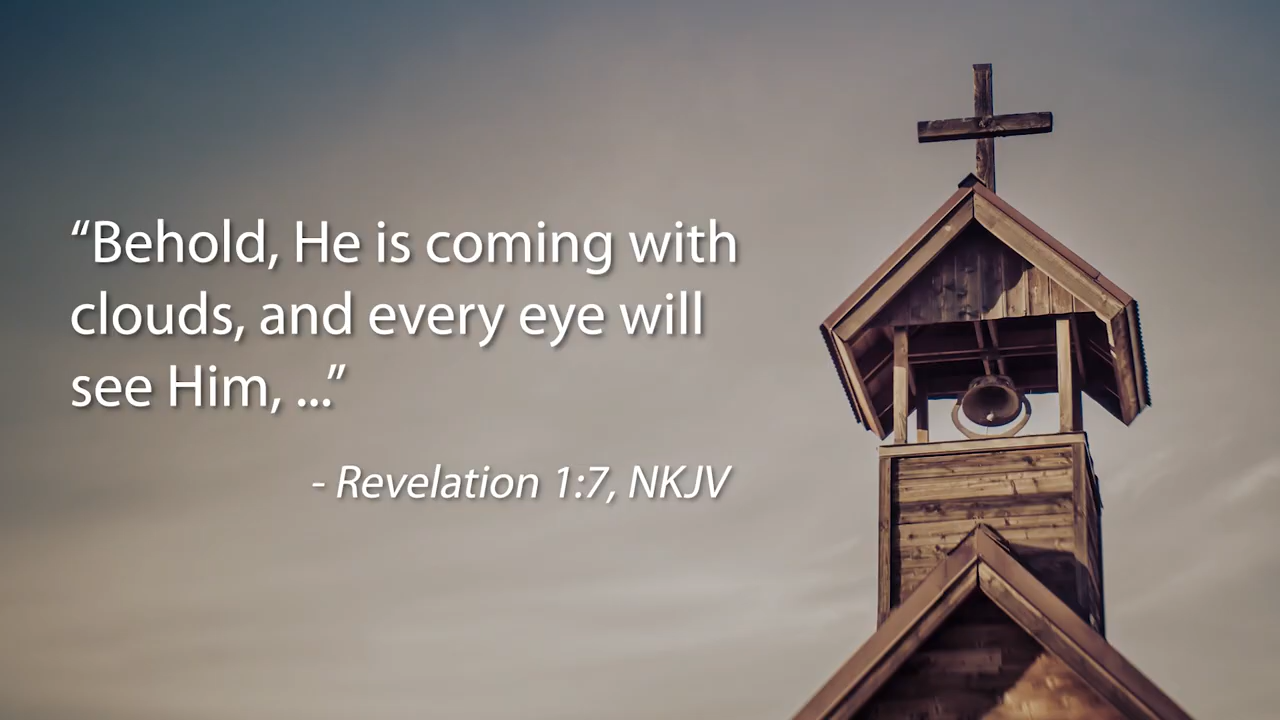 “Behold, He is coming with
clouds, and every eye will
see Him, ...”
- Revelation 1:7, NKJV